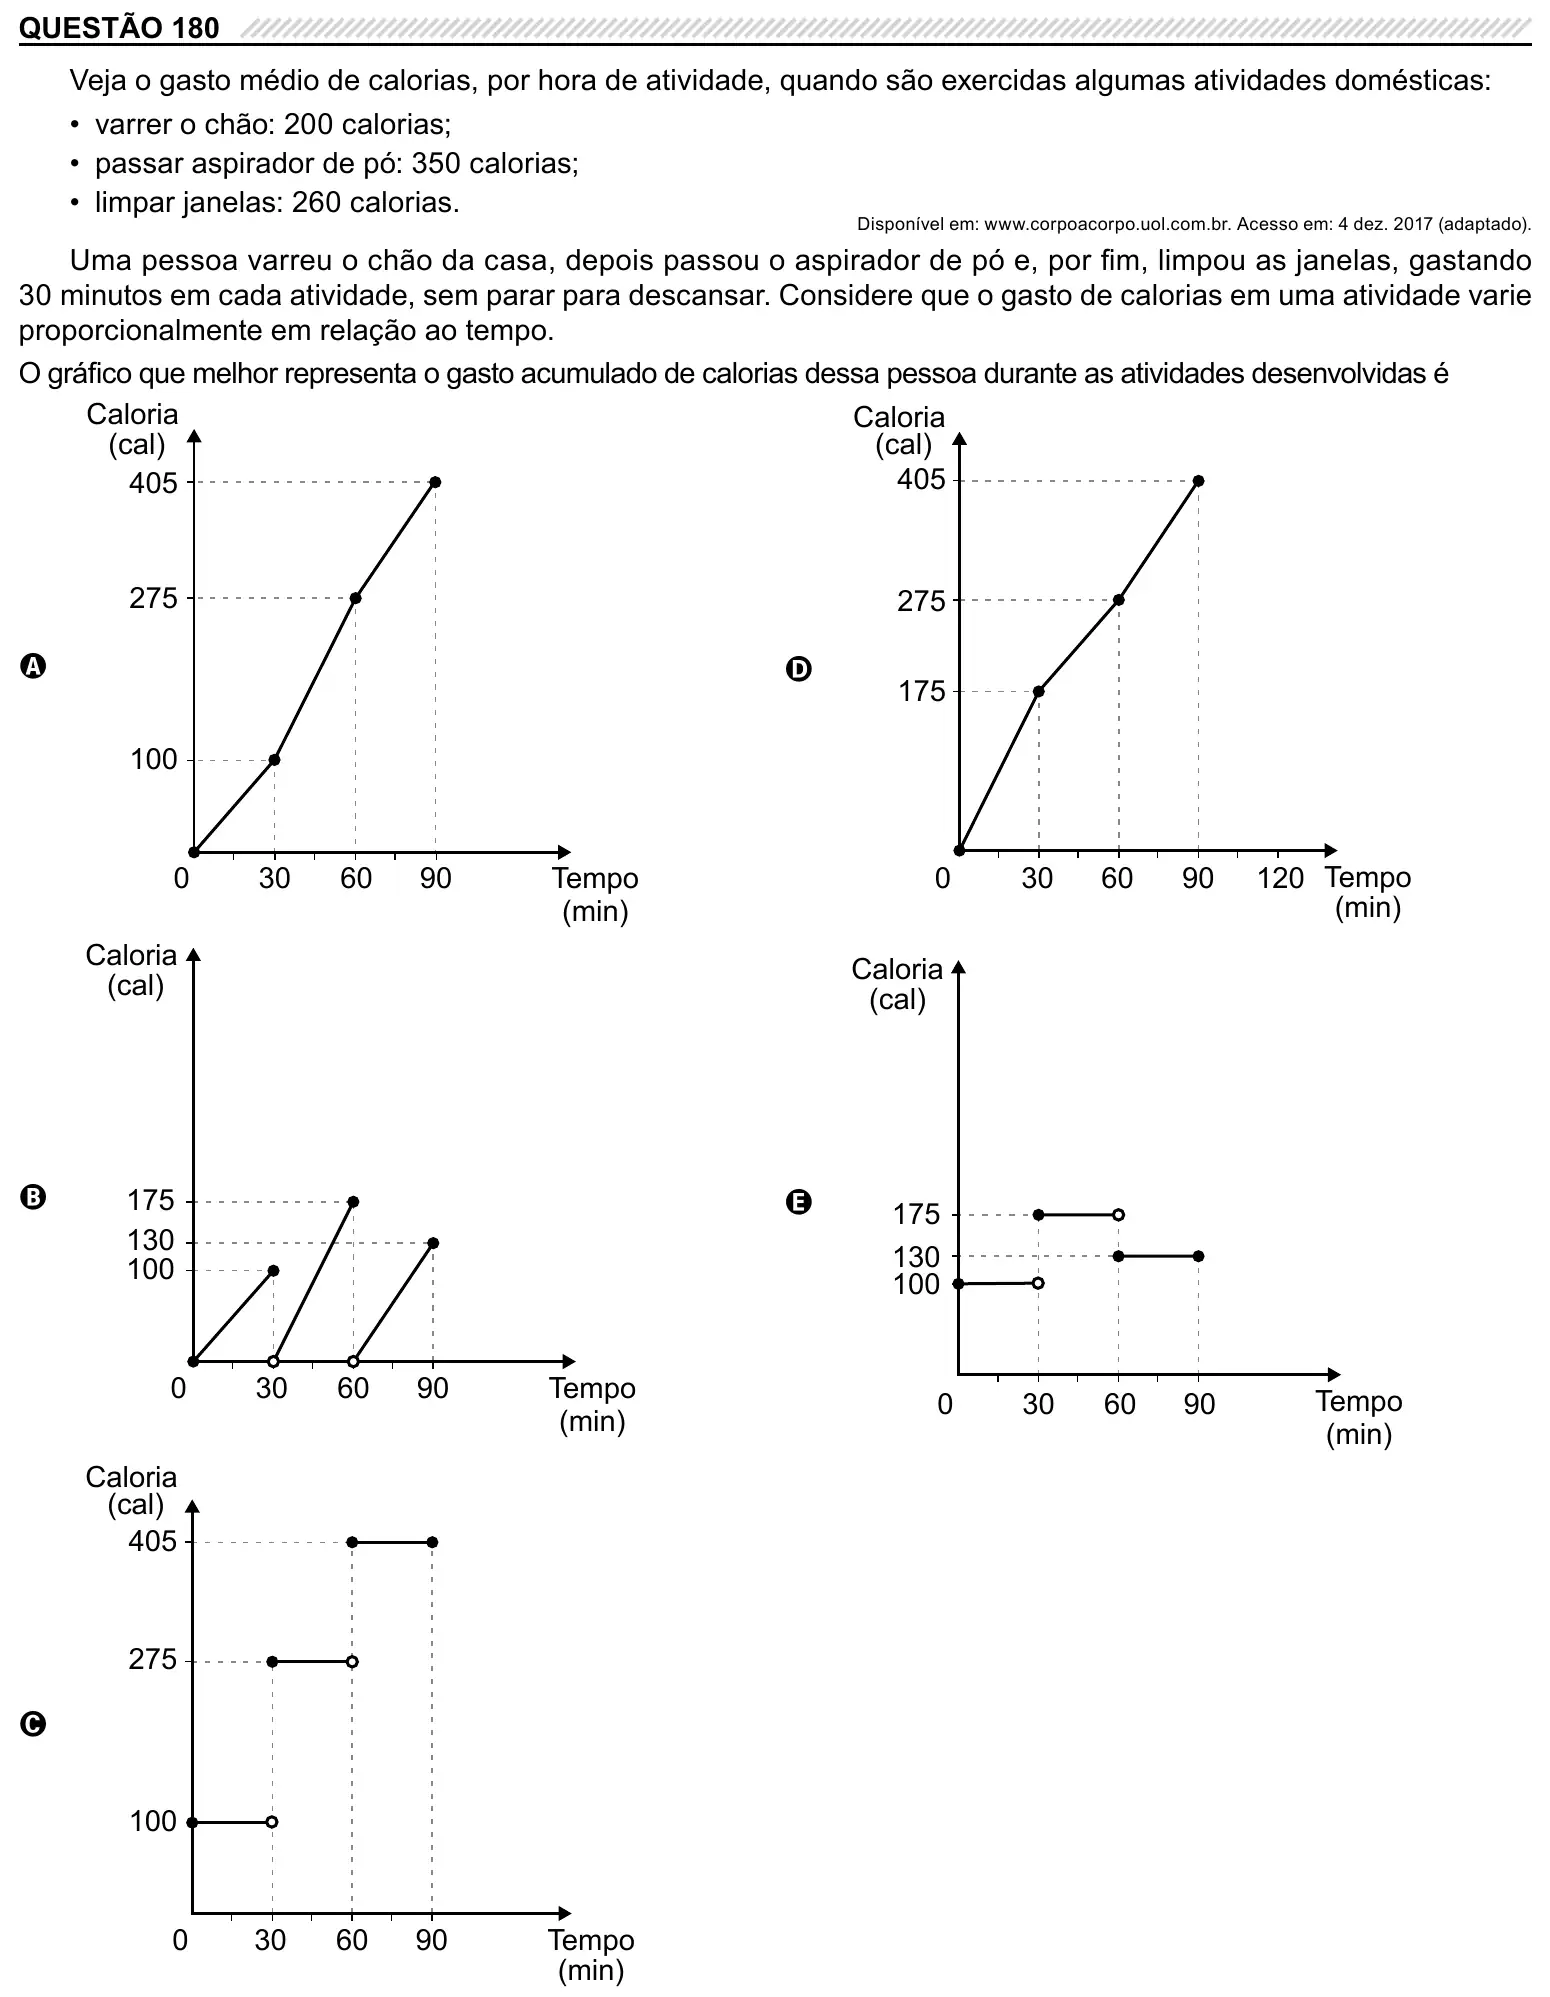 QUESTÃO 180
Veja o gasto médio de calorias, por hora de atividade, quando são exercidas algumas atividades domésticas:
• varrer o chão: 200 calorias;
• passar aspirador de pó: 350 calorias;
• limpar janelas: 260 calorias.
Disponível em: www.corpoacorpo.uol.com.br. Acesso em: 4 dez. 2017 (adaptado).
Uma pessoa varreu o chão da casa, depois passou o aspirador de pó e, por fim, limpou as janelas, gastando
30 minutos em cada atividade, sem parar para descansar. Considere que o gasto de calorias em uma atividade varie
proporcionalmente em relação ao tempo.
O gráfico que melhor representa o gasto acumulado de calorias dessa pessoa durante as atividades desenvolvidas é
A
Caloria
(cal)
405
275
100
0 30 60 90 Tempo
(min)
B
Caloria
(cal)
175
130
100
0 30 60 90 Tempo
(min)
C
Caloria
(cal)
405
275
100
0 30 60 90 Tempo
(min)
D
Caloria
(cal)
405
275
175
0 30 60 90 120 Tempo
(min)
E
Caloria
(cal)
175
130
100
0 30 60 90 Tempo
(min)